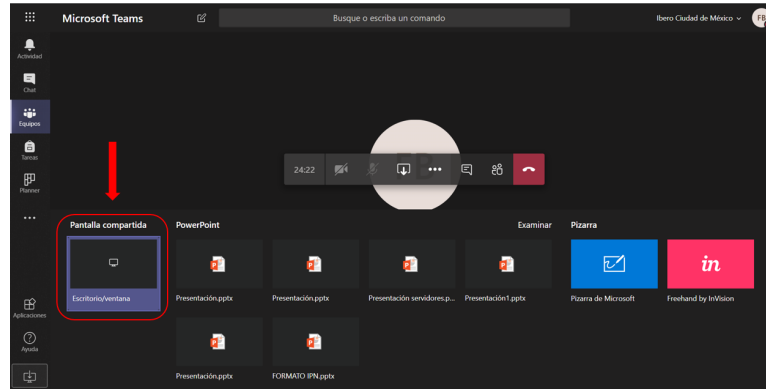 Microsoft Teams
Busque o escriba un comando
Ibero Ciudad de México
FB
Actividad
Chat
Equipos
Tareas
Planner
Aplicaciones
Ayuda
FB
24:22
Pantalla compartida
PowerPoint
Examinar
Pizarra
Escritorio/ventana
Presentación.pptx
Presentación.pptx
Presentación servidores.p...
Presentación1.pptx
in
Pizarra de Microsoft
Freehand by InVision
Presentación.pptx
FORMATO IPN.pptx